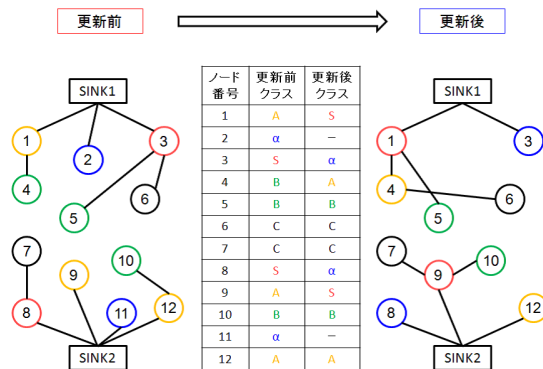 更新前
更新後
SINK1
1
2
3
4
5
6
7
8
9
10
11
12
SINK2
ノード番号 更新前クラス 更新後クラス
1 A S
2 α −
3 S α
4 B A
5 B B
6 C C
7 C C
8 S α
9 A S
10 B B
11 α −
12 A A
SINK1
1
3
4
5
6
7
8
9
10
12
SINK2